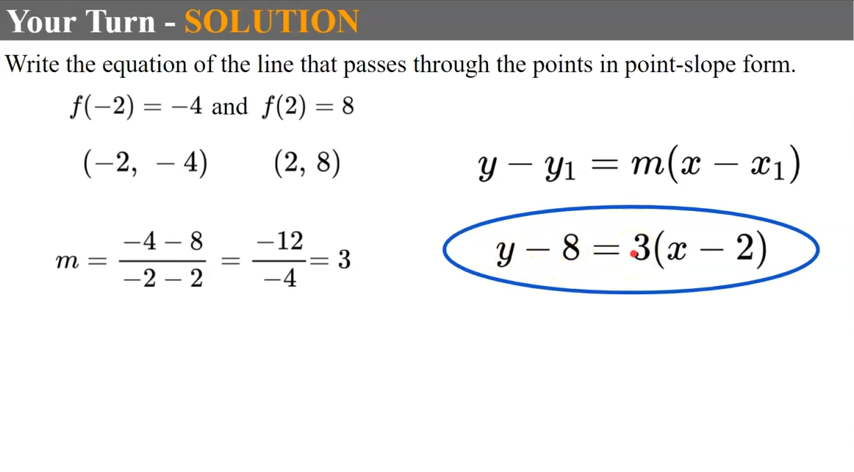 Your Turn - SOLUTION
Write the equation of the line that passes through the points in point-slope form.
f(−2) = −4 and f(2) = 8
(−2, − 4) (2, 8)
y − y₁ = m(x − x₁)
m = (−4 − 8)/(−2 − 2) = (−12)/(−4) = 3
y − 8 = 3(x − 2)